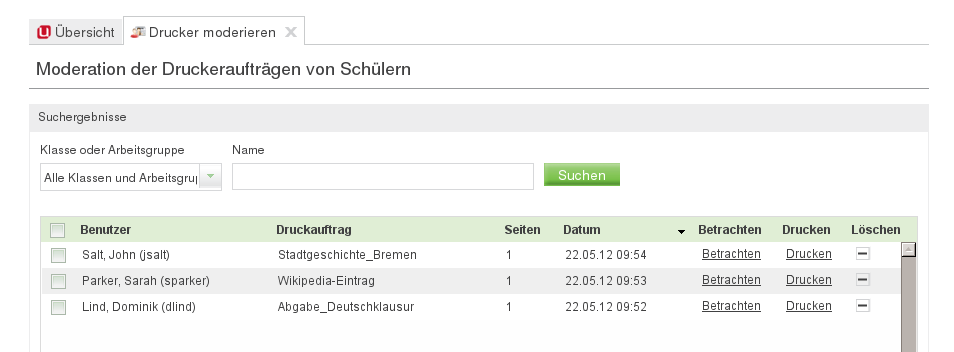 Übersicht Drucker moderieren
Moderation der Druckeraufträgen von Schülern
Suchergebnisse
Klasse oder Arbeitsgruppe Name
Alle Klassen und Arbeitsgrup Suchen
Benutzer Druckauftrag Seiten Datum Betrachten Drucken Löschen
Salt, John (jsalt) Stadtgeschichte_Bremen 1 22.05.12 09:54 Betrachten Drucken
Parker, Sarah (sparker) Wikipedia-Eintrag 1 22.05.12 09:53 Betrachten Drucken
Lind, Dominik (dlind) Abgabe_Deutschklausur 1 22.05.12 09:52 Betrachten Drucken